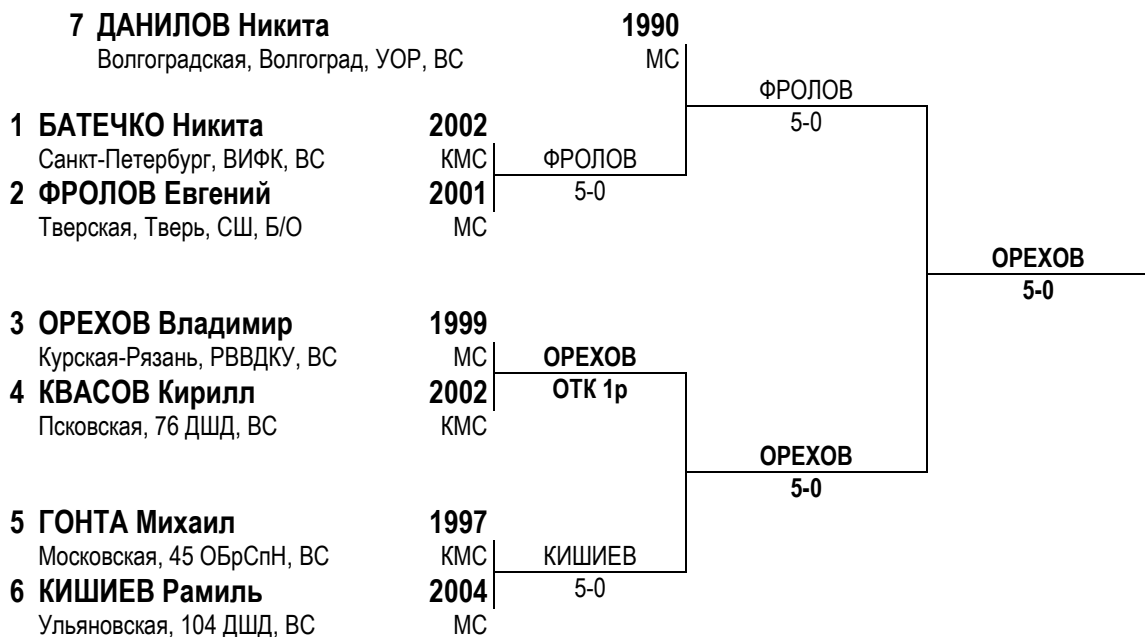 7 ДАНИЛОВ Никита 1990
Волгоградская, Волгоград, УОР, ВС МС
ФРОЛОВ
5-0
1 БАТЕЧКО Никита 2002
Санкт-Петербург, ВИФК, ВС КМС
ФРОЛОВ
5-0
2 ФРОЛОВ Евгений 2001
Тверская, Тверь, СШ, Б/О МС
ОРЕХОВ
5-0
3 ОРЕХОВ Владимир 1999
Курская-Рязань, РВВДКУ, ВС МС
ОРЕХОВ
ОТК 1р
4 КВАСОВ Кирилл 2002
Псковская, 76 ДШД, ВС КМС
ОРЕХОВ
5-0
5 ГОНТА Михаил 1997
Московская, 45 ОБрСпН, ВС КМС
КИШИЕВ
5-0
6 КИШИЕВ Рамиль 2004
Ульяновская, 104 ДШД, ВС МС